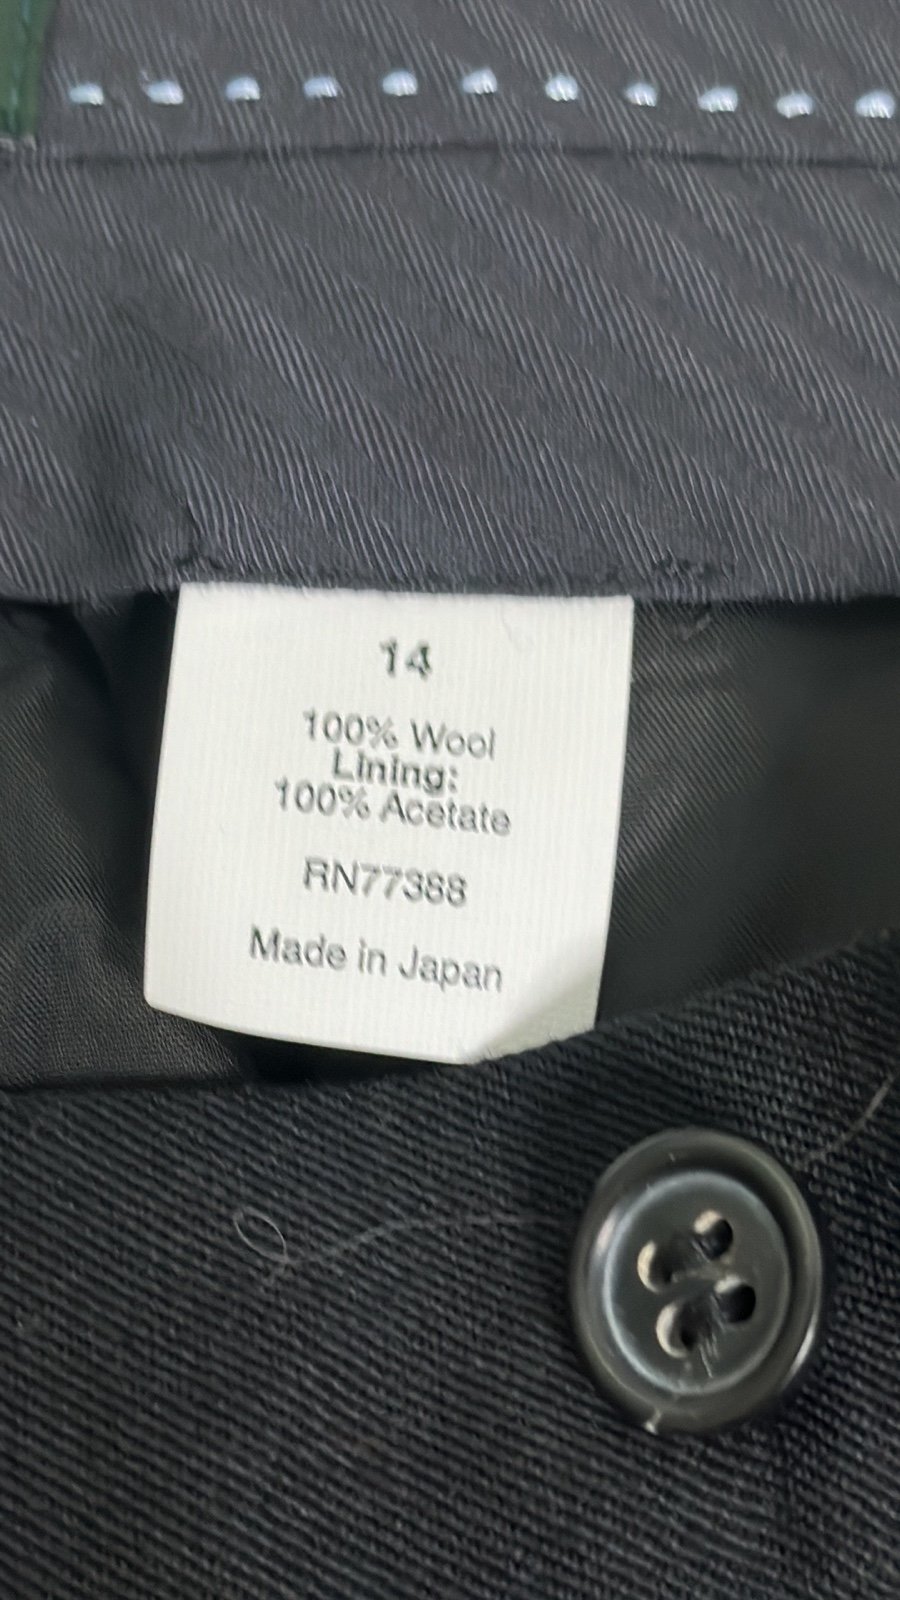 14
100% Wool
Lining:
100% Acetate
RN77388
Made in Japan